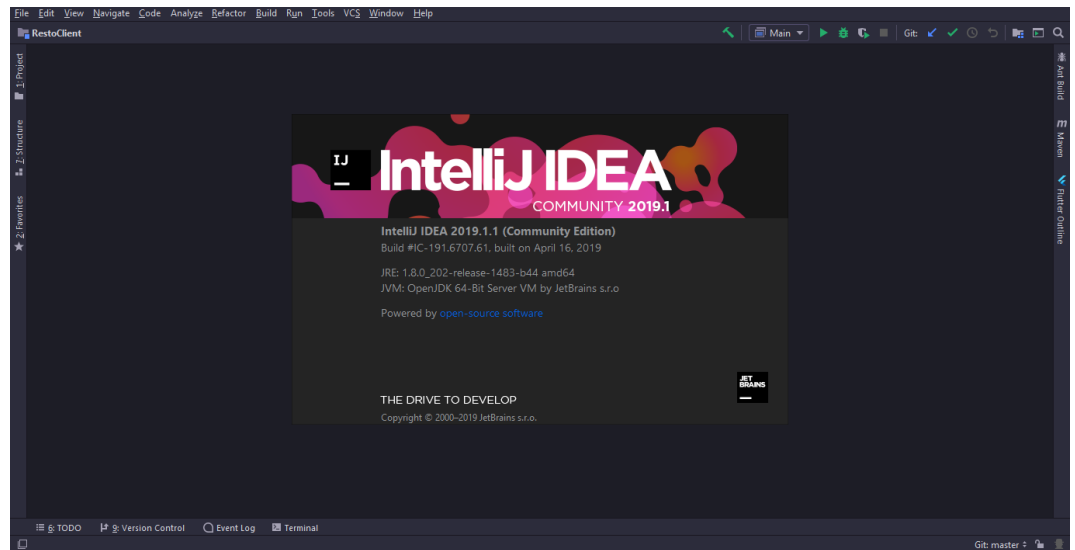 File Edit View Navigate Code Analyze Refactor Build Run Tools VCS Window Help
RestoClient
Main
Git:
1: Project
7: Structure
2: Favorites
Ant Build
m Maven
Flutter Outline
IJ
IntelliJ IDEA
COMMUNITY 2019.1
IntelliJ IDEA 2019.1.1 (Community Edition)
Build #IC-191.6707.61, built on April 16, 2019
JRE: 1.8.0_202-release-1483-b44 amd64
JVM: OpenJDK 64-Bit Server VM by JetBrains s.r.o
Powered by open-source software
JET
BRAINS
THE DRIVE TO DEVELOP
Copyright © 2000–2019 JetBrains s.r.o.
6: TODO 9: Version Control Event Log Terminal
Git: master